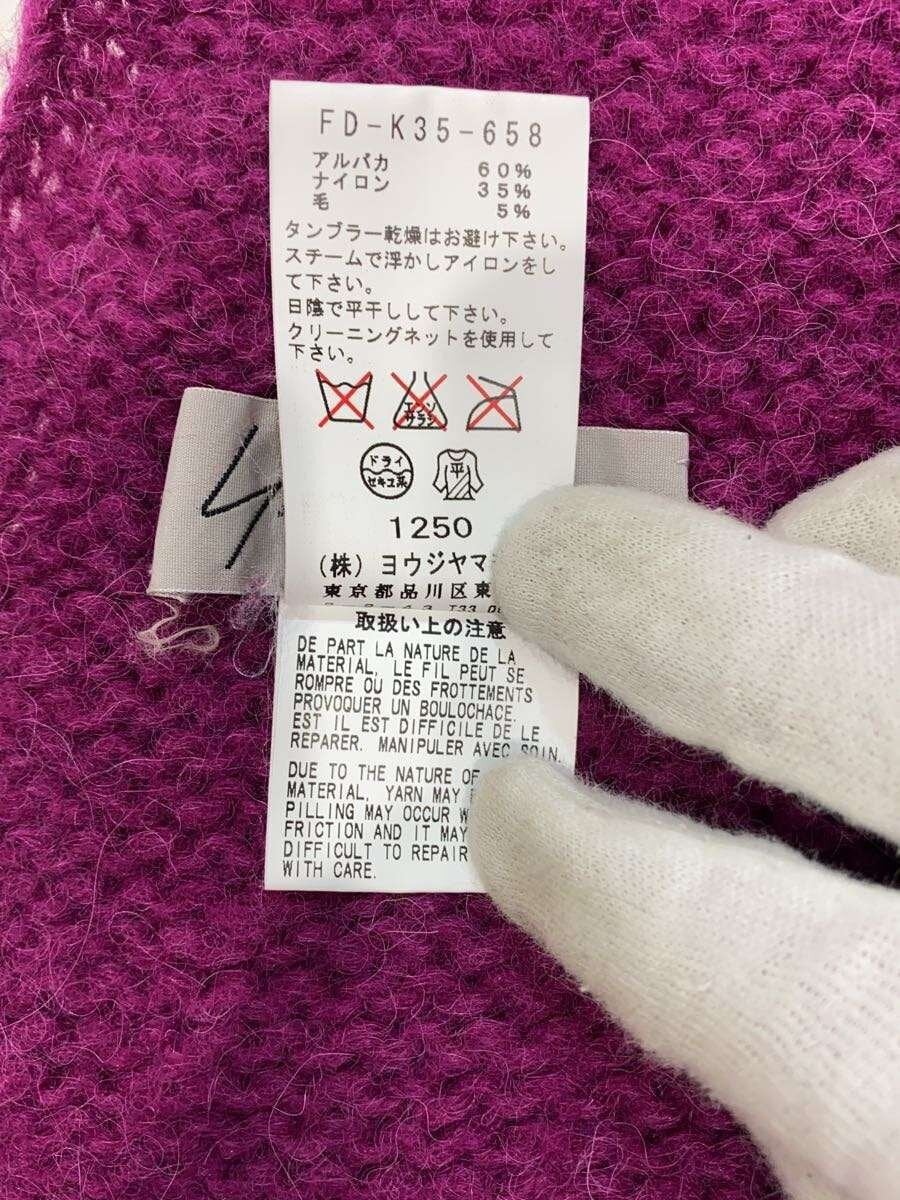 FD-K35-658
アルパカ 60%
ナイロン 35%
毛 5%
タンブラー乾燥はお避け下さい。
スチームで浮かしアイロンをし
て下さい。
日陰で平干しして下さい。
クリーニングネットを使用して
下さい。
エンソ
サラシ
ドライ
セキユ系
平
1250
(株) ヨウジヤマ
東京都品川区東
取扱い上の注意
DE PART LA NATURE DE LA
MATERIAL, LE FIL PEUT SE
ROMPRE OU DES FROTTEMENTS
PROVOQUER UN BOULOCHACE.
EST IL EST DIFFICILE DE LE
REPARER. MANIPULER AVEC SOIN.
DUE TO THE NATURE OF
MATERIAL, YARN MAY
PILLING MAY OCCUR
FRICTION AND IT MAY
DIFFICULT TO REPAIR
WITH CARE.